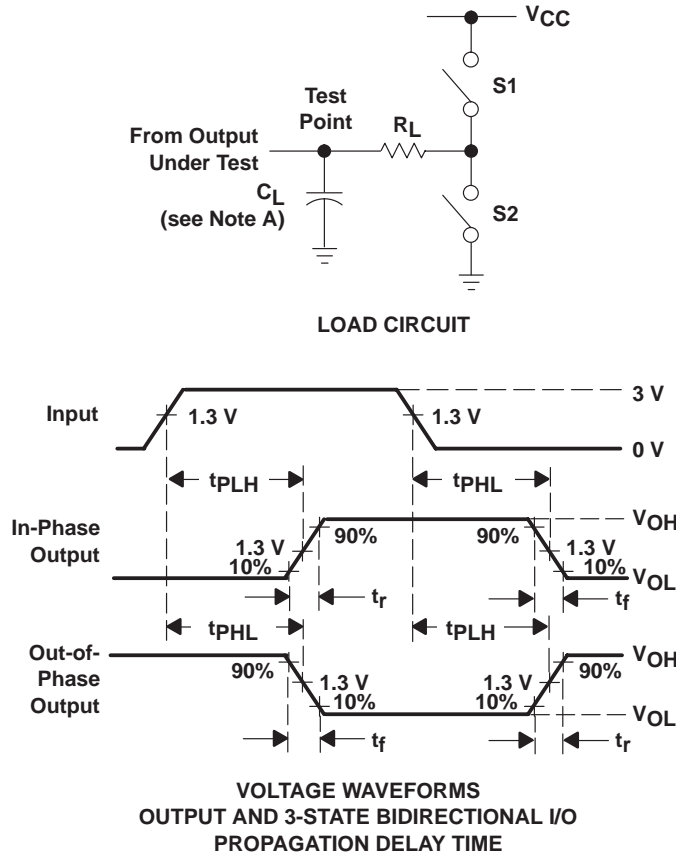 VCC
S1
Test
Point
RL
From Output
Under Test
CL
(see Note A)
S2
LOAD CIRCUIT
3 V
Input
1.3 V
1.3 V
0 V
tPLH
tPHL
VOH
In-Phase
Output
90%
90%
1.3 V
1.3 V
10%
10%
VOL
tr
tf
tPHL
tPLH
Out-of-
Phase
Output
VOH
90%
90%
1.3 V
1.3 V
10%
10%
VOL
tf
tr
VOLTAGE WAVEFORMS
OUTPUT AND 3-STATE BIDIRECTIONAL I/O
PROPAGATION DELAY TIME